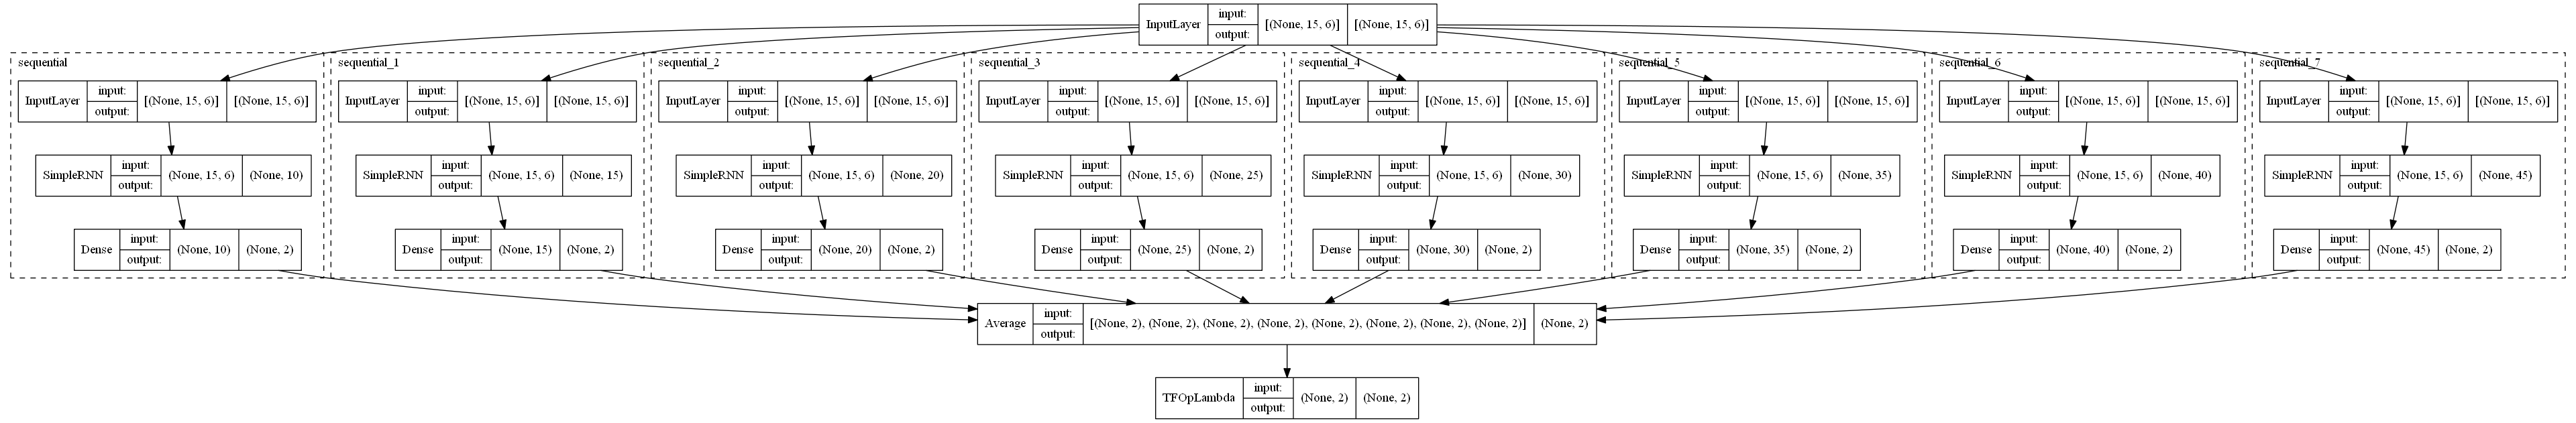 InputLayer input: output: [(None, 15, 6)] [(None, 15, 6)]
sequential
InputLayer input: output: [(None, 15, 6)] [(None, 15, 6)]
SimpleRNN input: output: (None, 15, 6) (None, 10)
Dense input: output: (None, 10) (None, 2)
sequential_1
InputLayer input: output: [(None, 15, 6)] [(None, 15, 6)]
SimpleRNN input: output: (None, 15, 6) (None, 15)
Dense input: output: (None, 15) (None, 2)
sequential_2
InputLayer input: output: [(None, 15, 6)] [(None, 15, 6)]
SimpleRNN input: output: (None, 15, 6) (None, 20)
Dense input: output: (None, 20) (None, 2)
sequential_3
InputLayer input: output: [(None, 15, 6)] [(None, 15, 6)]
SimpleRNN input: output: (None, 15, 6) (None, 25)
Dense input: output: (None, 25) (None, 2)
sequential_4
InputLayer input: output: [(None, 15, 6)] [(None, 15, 6)]
SimpleRNN input: output: (None, 15, 6) (None, 30)
Dense input: output: (None, 30) (None, 2)
sequential_5
InputLayer input: output: [(None, 15, 6)] [(None, 15, 6)]
SimpleRNN input: output: (None, 15, 6) (None, 35)
Dense input: output: (None, 35) (None, 2)
sequential_6
InputLayer input: output: [(None, 15, 6)] [(None, 15, 6)]
SimpleRNN input: output: (None, 15, 6) (None, 40)
Dense input: output: (None, 40) (None, 2)
sequential_7
InputLayer input: output: [(None, 15, 6)] [(None, 15, 6)]
SimpleRNN input: output: (None, 15, 6) (None, 45)
Dense input: output: (None, 45) (None, 2)
Average input: output: [(None, 2), (None, 2), (None, 2), (None, 2), (None, 2), (None, 2), (None, 2), (None, 2)] (None, 2)
TFOpLambda input: output: (None, 2) (None, 2)